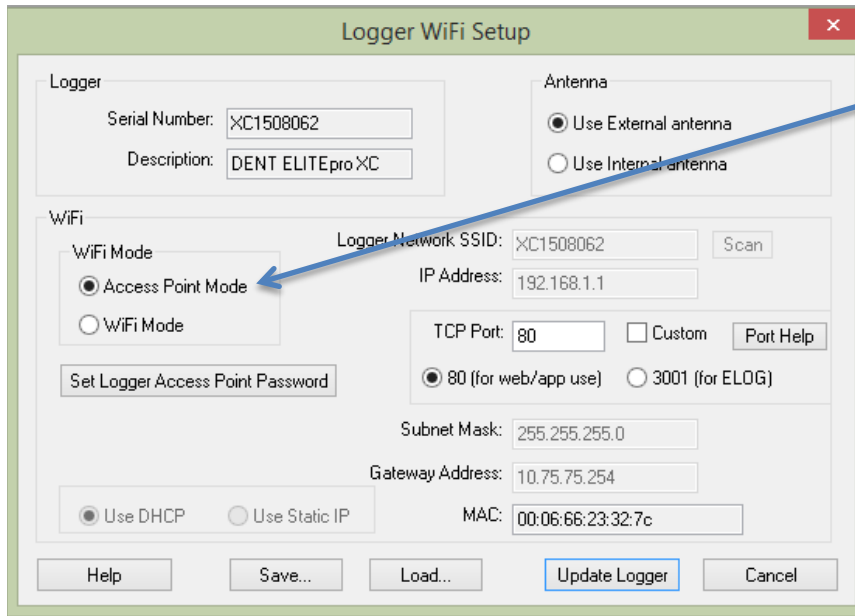 Logger WiFi Setup
Logger
Serial Number: XC1508062
Description: DENT ELITEpro XC
Antenna
Use External antenna
Use Internal antenna
WiFi
WiFi Mode
Access Point Mode
WiFi Mode
Set Logger Access Point Password
Logger Network SSID: XC1508062 Scan
IP Address: 192.168.1.1
TCP Port: 80 Custom Port Help
80 (for web/app use) 3001 (for ELOG)
Subnet Mask: 255.255.255.0
Gateway Address: 10.75.75.254
Use DHCP Use Static IP
MAC: 00:06:66:23:32:7c
Help Save... Load... Update Logger Cancel